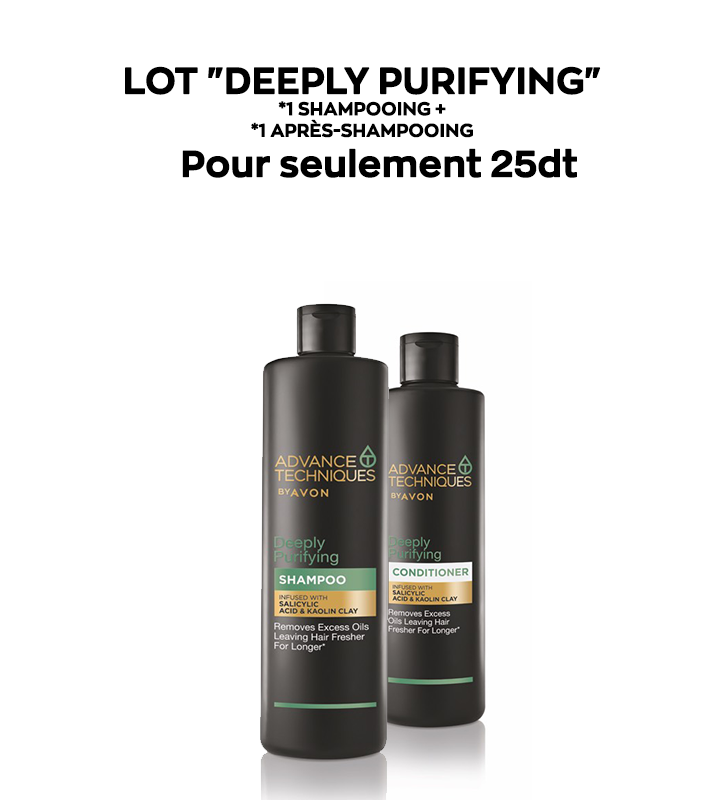 LOT "DEEPLY PURIFYING"
*1 SHAMPOOING +
*1 APRÈS-SHAMPOOING
Pour seulement 25dt
ADVANCE
TECHNIQUES
BY AVON
Deeply
Purifying
SHAMPOO
INFUSED WITH
SALICYLIC
ACID & KAOLIN CLAY
Removes Excess Oils
Leaving Hair Fresher
For Longer*
ADVANCE
TECHNIQUES
BY AVON
Deeply
Purifying
CONDITIONER
INFUSED WITH
SALICYLIC
ACID & KAOLIN CLAY
Removes Excess
Oils Leaving Hair
Fresher For Longer*